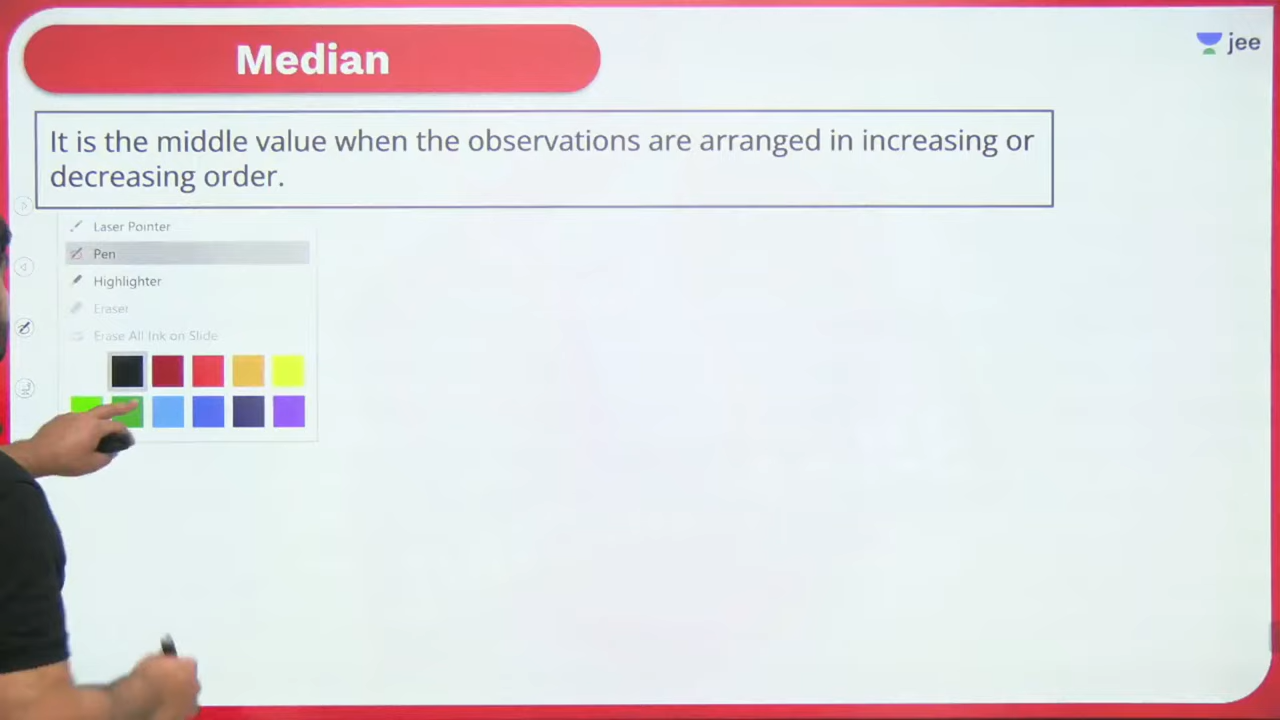 Median
jee
It is the middle value when the observations are arranged in increasing or
decreasing order.
Laser Pointer
Pen
Highlighter
Eraser
Erase All Ink on Slide